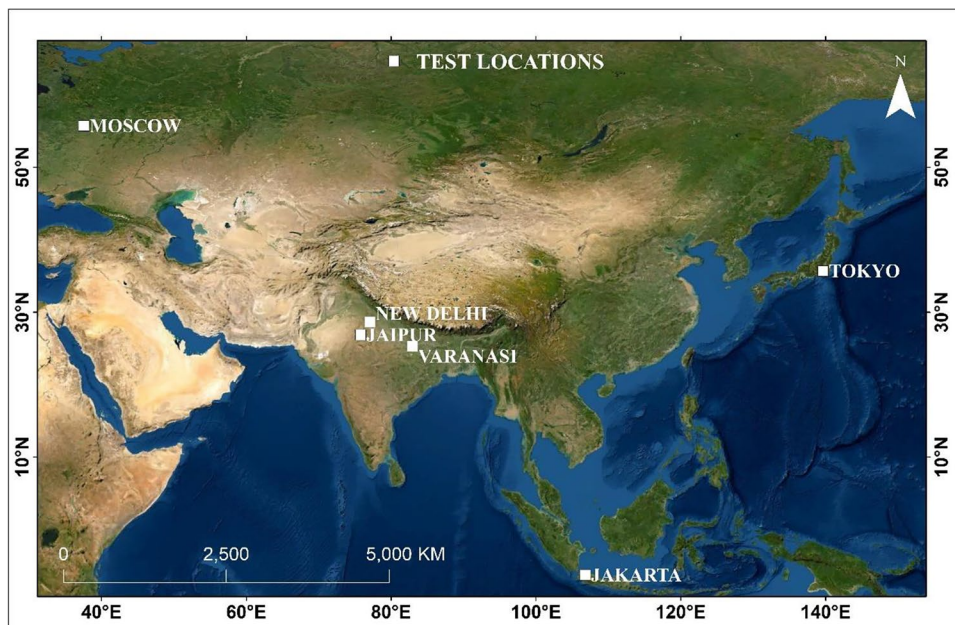 TEST LOCATIONS
N
MOSCOW
50°N
50°N
TOKYO
30°N
NEW DELHI
30°N
JAIPUR
VARANASI
10°N
10°N
0 2,500 5,000 KM
JAKARTA
40°E 60°E 80°E 100°E 120°E 140°E